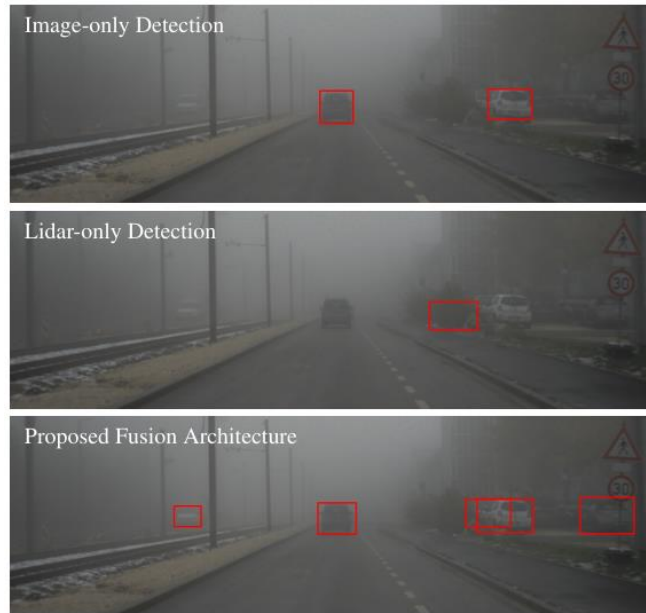 Image-only Detection
30
Lidar-only Detection
30
Proposed Fusion Architecture
30